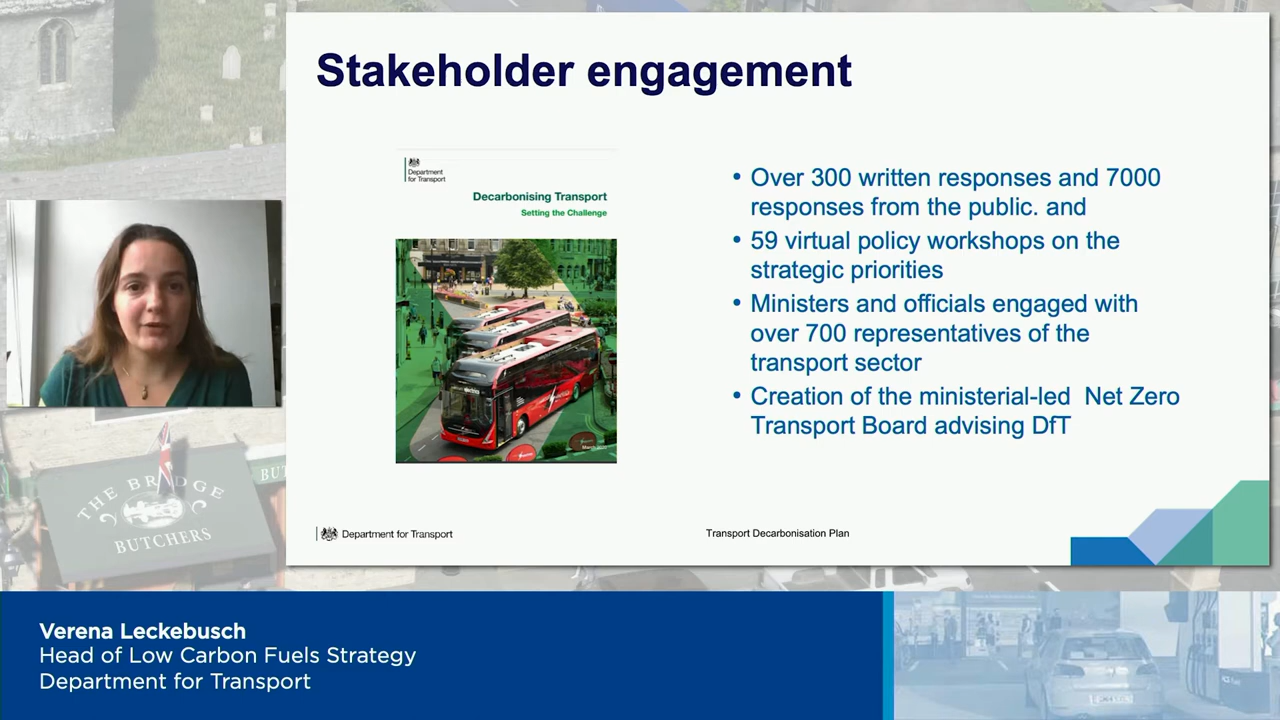 Stakeholder engagement
Department
for Transport
Decarbonising Transport
Setting the Challenge
• Over 300 written responses and 7000
responses from the public. and
• 59 virtual policy workshops on the
strategic priorities
• Ministers and officials engaged with
over 700 representatives of the
transport sector
• Creation of the ministerial-led Net Zero
Transport Board advising DfT
Department for Transport
Transport Decarbonisation Plan
THE BRIDGE
BUTCHERS
BUT
Verena Leckebusch
Head of Low Carbon Fuels Strategy
Department for Transport